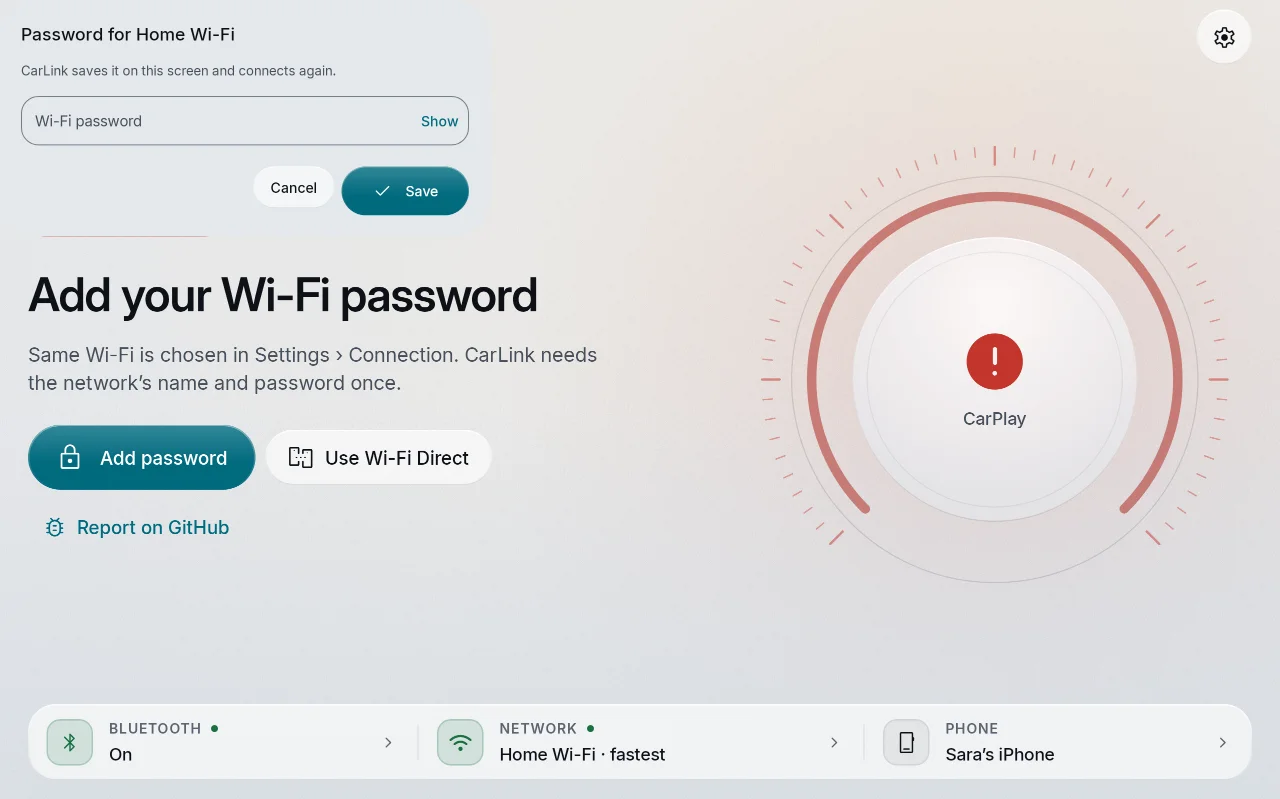 Password for Home Wi-Fi
CarLink saves it on this screen and connects again.
Wi-Fi password
Show
Cancel
Save
Add your Wi-Fi password
Same Wi-Fi is chosen in Settings › Connection. CarLink needs
the network’s name and password once.
Add password
Use Wi-Fi Direct
Report on GitHub
CarPlay
BLUETOOTH
On
NETWORK
Home Wi-Fi · fastest
PHONE
Sara’s iPhone